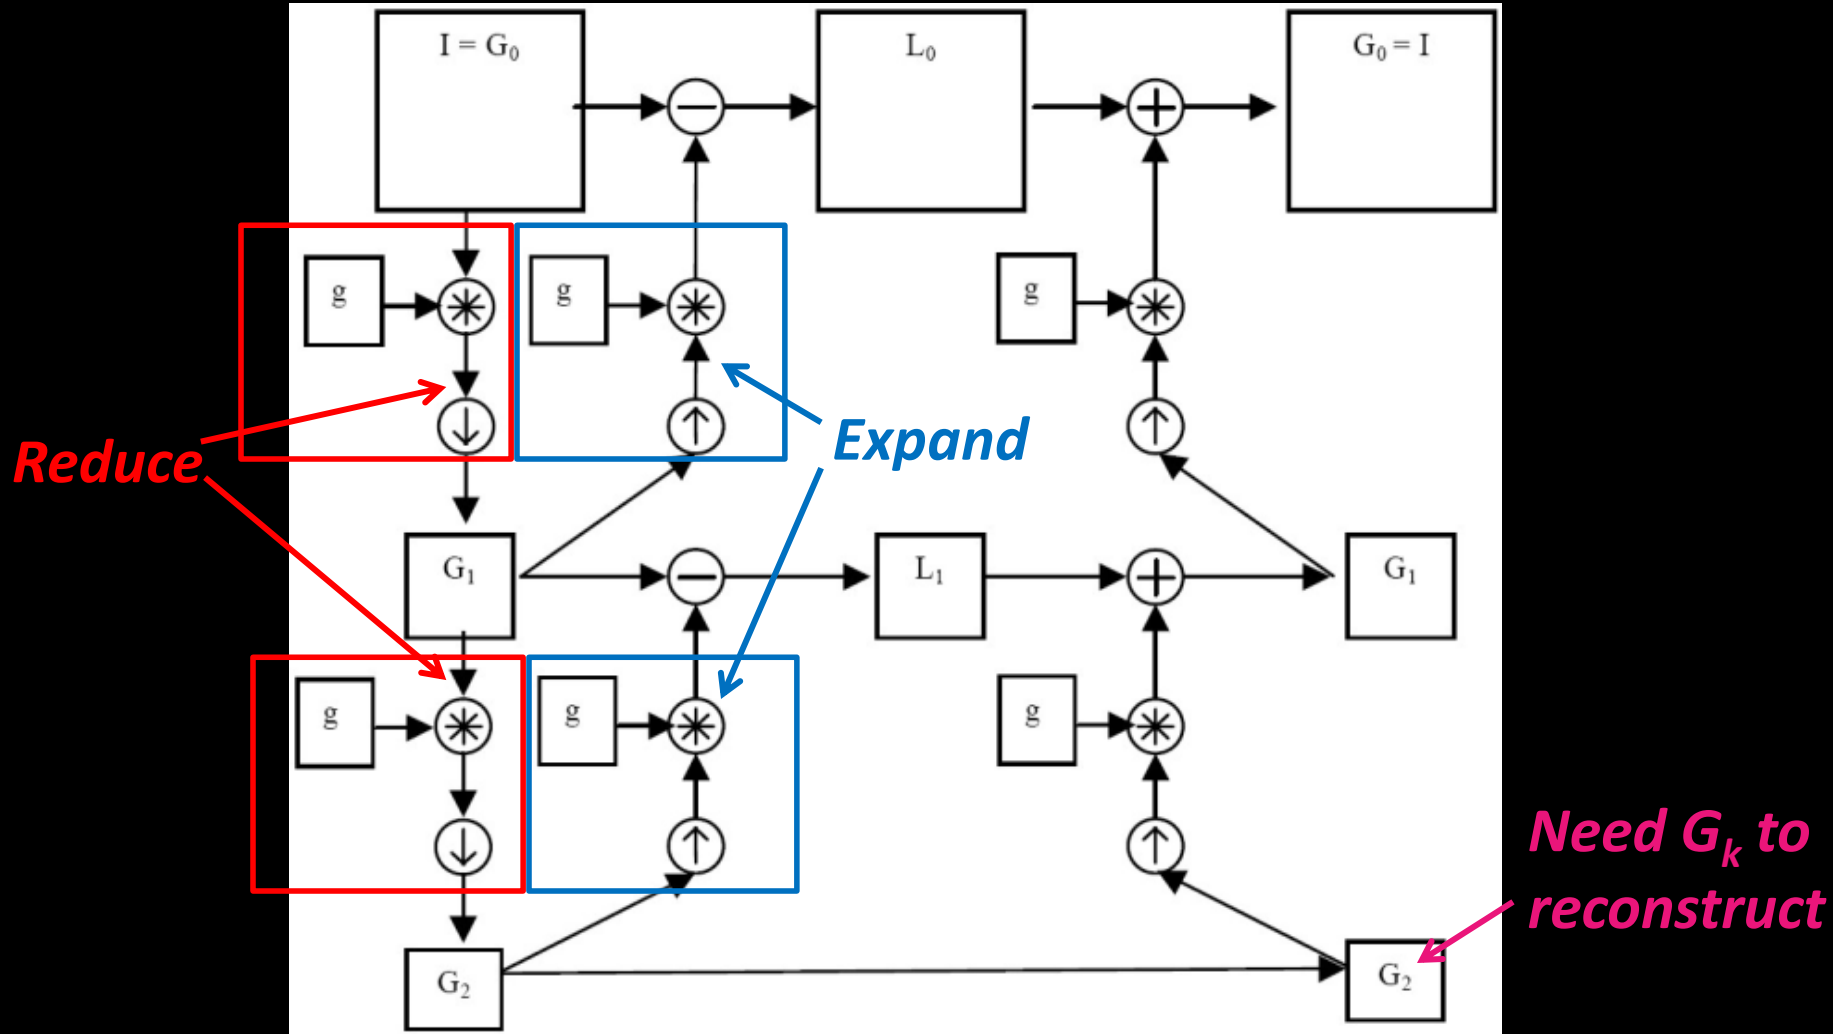 I = G₀
L₀
G₀ = I
g
g
g
Reduce
Expand
G₁
L₁
G₁
g
g
g
Need Gₖ to
reconstruct
G₂
G₂